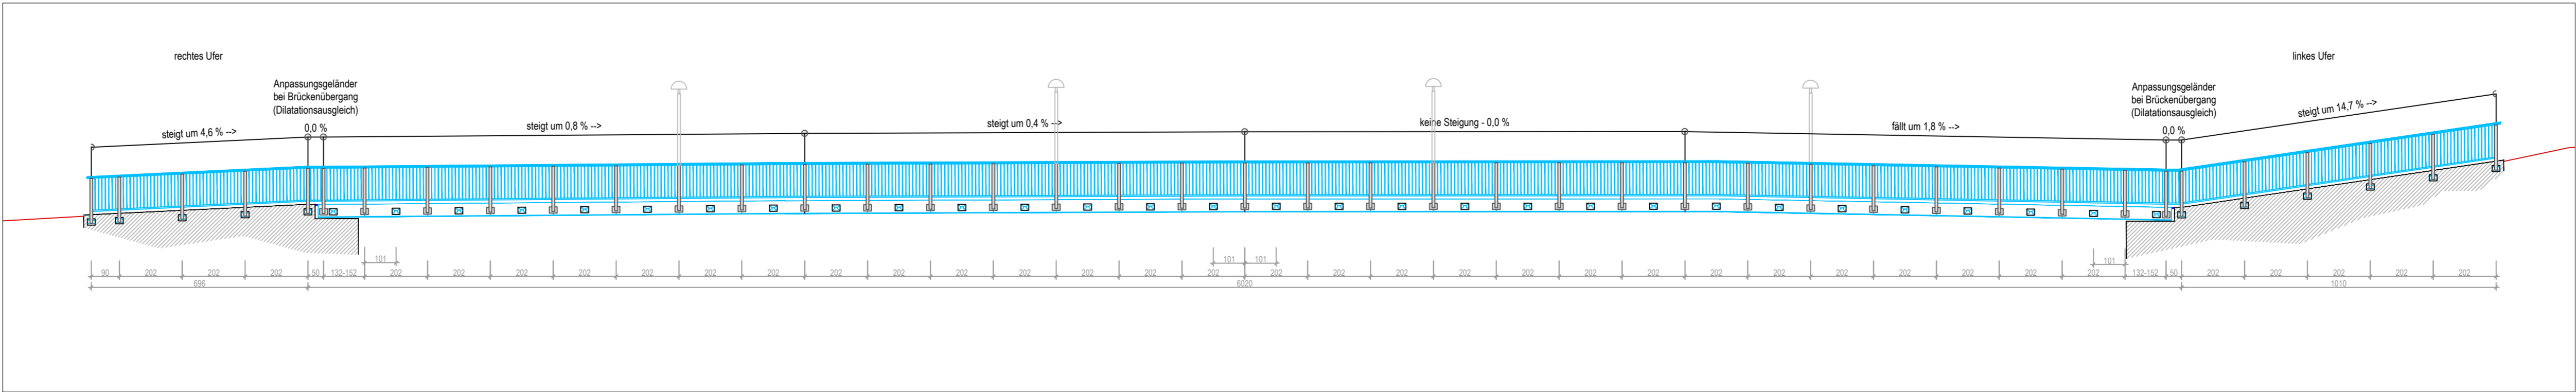 rechtes Ufer
linkes Ufer
Anpassungsgeländer
bei Brückenübergang
(Dilatationsausgleich)
Anpassungsgeländer
bei Brückenübergang
(Dilatationsausgleich)
steigt um 4,6 % -->
0,0 %
steigt um 0,8 % -->
steigt um 0,4 % -->
keine Steigung - 0,0 %
fällt um 1,8 % -->
0,0 %
steigt um 14,7 % -->
101
101
101
101
90 202 202 202 50 132-152 202 202 202 202 202 202 202 202 202 202 202 202 202 202 202 202 202 202 202 202 202 202 202 202 202 202 202 202 132-152 50 202 202 202 202 202
696
6020
1010